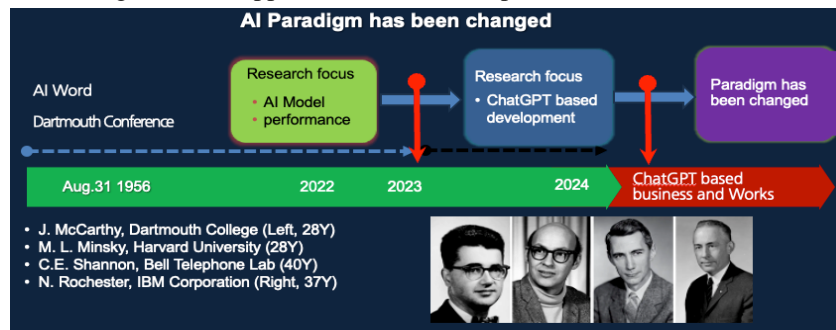 AI Paradigm has been changed
AI Word
Dartmouth Conference
Research focus
• AI Model
• performance
Research focus
• ChatGPT based
development
Paradigm has
been changed
Aug.31 1956
2022
2023
2024
ChatGPT based
business and Works
• J. McCarthy, Dartmouth College (Left, 28Y)
• M. L. Minsky, Harvard University (28Y)
• C.E. Shannon, Bell Telephone Lab (40Y)
• N. Rochester, IBM Corporation (Right, 37Y)